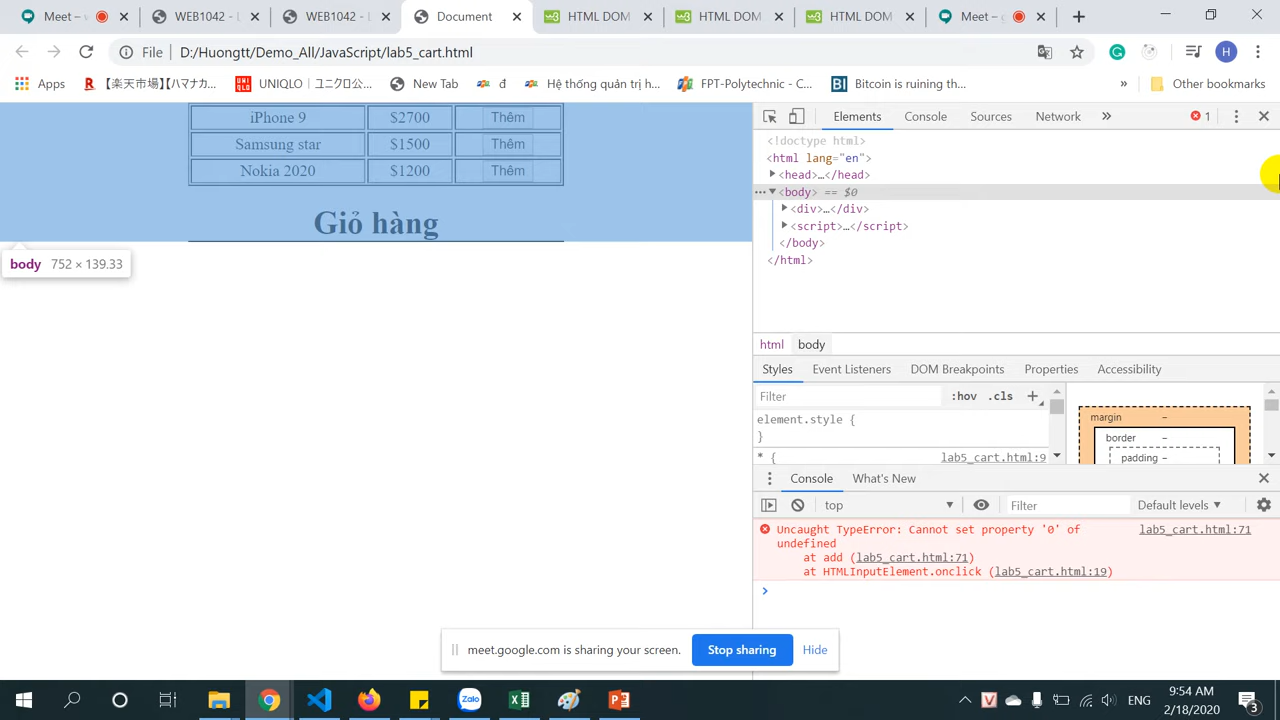 Meet –
WEB1042 - L
WEB1042 - L
Document
HTML DOM
HTML DOM
HTML DOM
Meet – g
File
D:/Huongtt/Demo_All/JavaScript/lab5_cart.html
H
Apps
【楽天市場】【ハマナカ...
UNIQLO | ユニクロ公
New Tab
đ
Hệ thống quản trị h...
FPT-Polytechnic - C...
BI
Bitcoin is ruining th...
»
Other bookmarks
iPhone 9 $2700 Thêm
Samsung star $1500 Thêm
Nokia 2020 $1200 Thêm
Giỏ hàng
body 752 × 139.33
Elements Console Sources Network » 1
<!doctype html>
<html lang="en">
<head>…</head>
<body> == $0
<div>…</div>
<script>…</script>
</body>
</html>
html body
Styles Event Listeners DOM Breakpoints Properties Accessibility
Filter :hov .cls +
element.style {
}
* { lab5_cart.html:9
margin –
border –
padding –
Console What's New
top Filter Default levels
Uncaught TypeError: Cannot set property '0' of lab5_cart.html:71
undefined
at add (lab5_cart.html:71)
at HTMLInputElement.onclick (lab5_cart.html:19)
meet.google.com is sharing your screen. Stop sharing Hide
Zalo
ENG
9:54 AM
2/18/2020
3